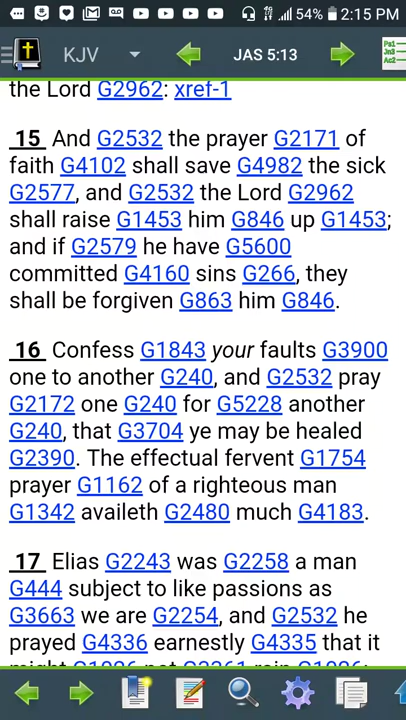 54% 2:15 PM
KJV JAS 5:13 Ps1
Jn3
Ac2
the Lord G2962: xref-1
15 And G2532 the prayer G2171 of
faith G4102 shall save G4982 the sick
G2577, and G2532 the Lord G2962
shall raise G1453 him G846 up G1453;
and if G2579 he have G5600
committed G4160 sins G266, they
shall be forgiven G863 him G846.
16 Confess G1843 your faults G3900
one to another G240, and G2532 pray
G2172 one G240 for G5228 another
G240, that G3704 ye may be healed
G2390. The effectual fervent G1754
prayer G1162 of a righteous man
G1342 availeth G2480 much G4183.
17 Elias G2243 was G2258 a man
G444 subject to like passions as
G3663 we are G2254, and G2532 he
prayed G4336 earnestly G4335 that it